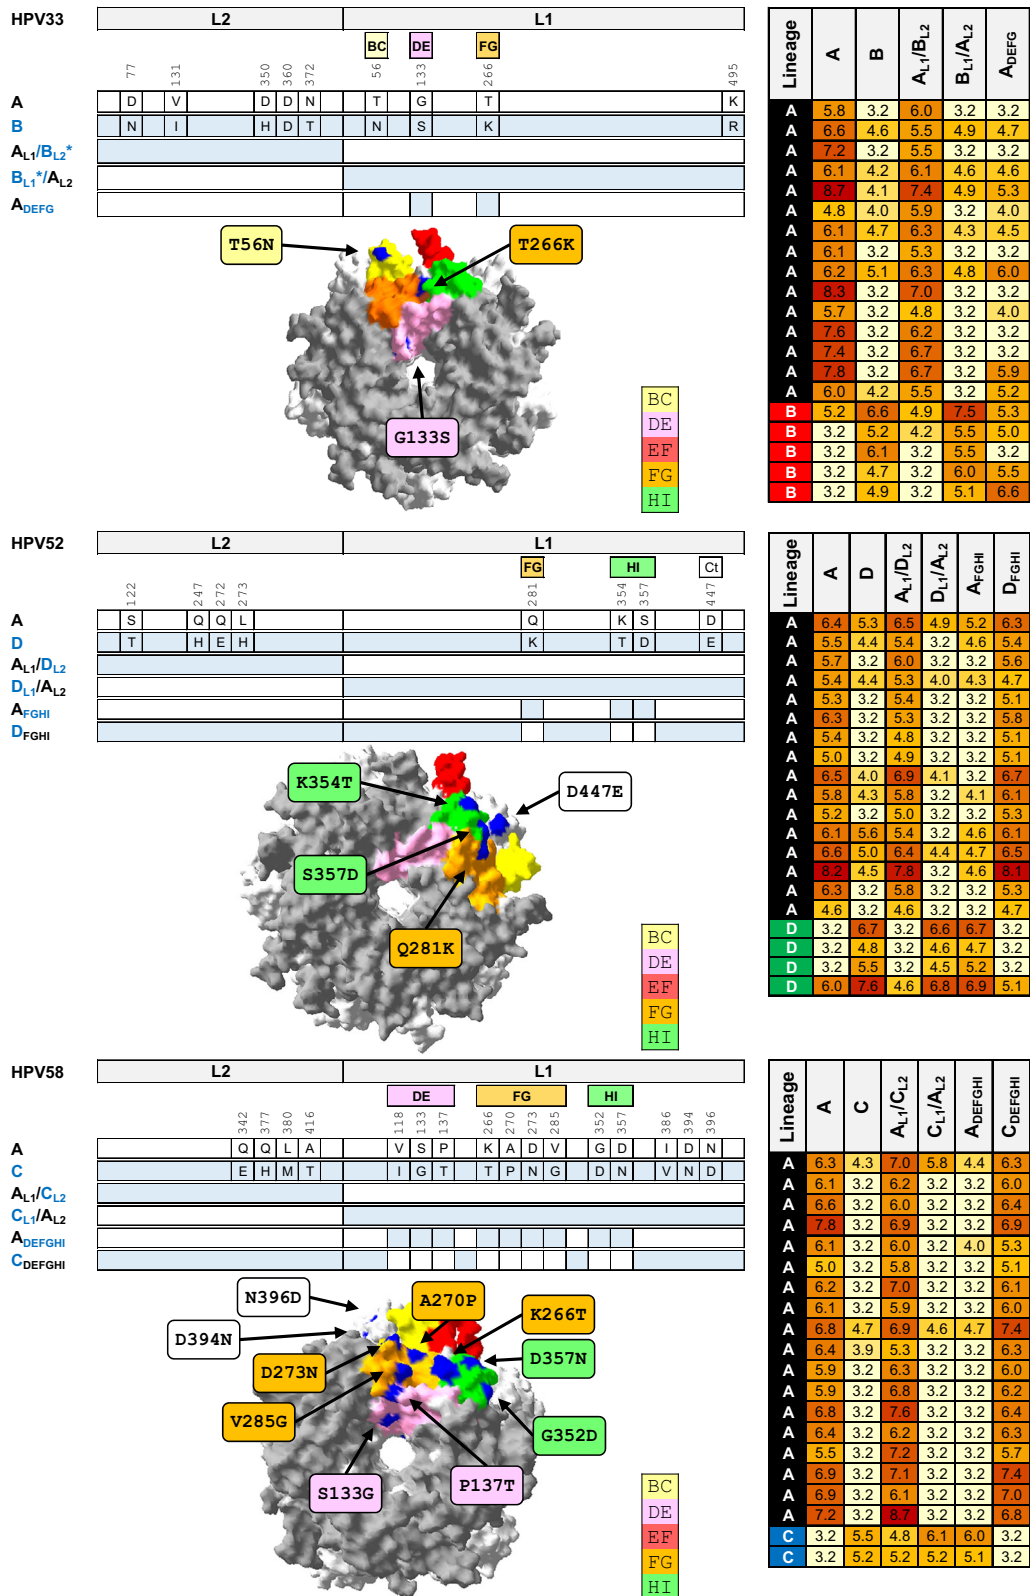 HPV33 L2 L1
BC DE FG
77 131 350 360 372 56 133 266 495
A D V D D N T G T K
B N I H D T N S K R
AL1/BL2*
BL1*/AL2
ADEFG
T56N T266K
G133S
BC
DE
EF
FG
HI
Lineage A B AL1/BL2 BL1/AL2 ADEFG
A 5.8 3.2 6.0 3.2 3.2
A 6.6 4.6 5.5 4.9 4.7
A 7.2 3.2 5.5 3.2 3.2
A 6.1 4.2 6.1 4.6 4.6
A 8.7 4.1 7.4 4.9 5.3
A 4.8 4.0 5.9 3.2 4.0
A 6.1 4.7 6.3 4.3 4.5
A 6.1 3.2 5.3 3.2 3.2
A 6.2 5.1 6.3 4.8 6.0
A 8.3 3.2 7.0 3.2 3.2
A 5.7 3.2 4.8 3.2 4.0
A 7.6 3.2 6.2 3.2 3.2
A 7.4 3.2 6.7 3.2 3.2
A 7.8 3.2 6.7 3.2 5.9
A 6.0 4.2 5.5 3.2 5.2
B 5.2 6.6 4.9 7.5 5.3
B 3.2 5.2 4.2 5.5 5.0
B 3.2 6.1 3.2 5.5 3.2
B 3.2 4.7 3.2 6.0 5.5
B 3.2 4.9 3.2 5.1 6.6
HPV52 L2 L1
FG HI Ct
122 247 272 273 281 354 357 447
A S Q Q L Q K S D
D T H E H K T D E
AL1/DL2
DL1/AL2
AFGHI
DFGHI
K354T D447E
S357D
Q281K
BC
DE
EF
FG
HI
Lineage A D AL1/DL2 DL1/AL2 AFGHI DFGHI
A 6.4 5.3 6.5 4.9 5.2 6.3
A 5.5 4.4 5.4 3.2 4.6 5.4
A 5.7 3.2 6.0 3.2 3.2 5.6
A 5.4 4.4 5.3 4.0 4.3 4.7
A 5.3 3.2 5.4 3.2 3.2 5.1
A 6.3 3.2 5.3 3.2 3.2 5.8
A 5.4 3.2 4.8 3.2 3.2 5.1
A 5.0 3.2 4.9 3.2 3.2 5.1
A 6.5 4.0 6.9 4.1 3.2 6.7
A 5.8 4.3 5.8 3.2 4.1 6.1
A 5.2 3.2 5.0 3.2 3.2 5.3
A 6.1 5.6 5.4 3.2 4.6 6.1
A 6.6 5.0 6.4 4.4 4.7 6.5
A 8.2 4.5 7.8 3.2 4.6 8.1
A 6.3 3.2 5.8 3.2 3.2 5.3
A 4.6 3.2 4.6 3.2 3.2 4.7
D 3.2 6.7 3.2 6.6 6.7 3.2
D 3.2 4.8 3.2 4.6 4.7 3.2
D 3.2 5.5 3.2 4.5 5.2 3.2
D 6.0 7.6 4.6 6.8 6.9 5.1
HPV58 L2 L1
DE FG HI
342 377 380 416 118 133 137 266 270 273 285 352 357 386 394 396
A Q Q L A V S P K A D V G D I D N
C E H M T I G T T P N G D N V N D
AL1/CL2
CL1/AL2
ADEFGHI
CDEFGHI
N396D A270P
D394N K266T
D273N D357N
V285G G352D
S133G P137T
BC
DE
EF
FG
HI
Lineage A C AL1/CL2 CL1/AL2 ADEFGHI CDEFGHI
A 6.3 4.3 7.0 5.8 4.4 6.3
A 6.1 3.2 6.2 3.2 3.2 6.0
A 6.6 3.2 6.0 3.2 3.2 6.4
A 7.8 3.2 6.9 3.2 3.2 6.9
A 6.1 3.2 6.0 3.2 4.0 5.3
A 5.0 3.2 5.8 3.2 3.2 5.1
A 6.2 3.2 7.0 3.2 3.2 6.1
A 6.1 3.2 5.9 3.2 3.2 6.0
A 6.8 4.7 6.9 4.6 4.7 7.4
A 6.4 3.9 5.3 3.2 3.2 6.3
A 5.9 3.2 6.3 3.2 3.2 6.0
A 5.9 3.2 6.8 3.2 3.2 6.2
A 6.8 3.2 7.6 3.2 3.2 6.4
A 6.4 3.2 6.2 3.2 3.2 6.3
A 5.5 3.2 7.2 3.2 3.2 5.7
A 6.9 3.2 7.1 3.2 3.2 7.4
A 6.9 3.2 6.1 3.2 3.2 7.0
A 7.2 3.2 8.7 3.2 3.2 6.8
C 3.2 5.5 4.8 6.1 6.0 3.2
C 3.2 5.2 5.2 5.2 5.1 3.2